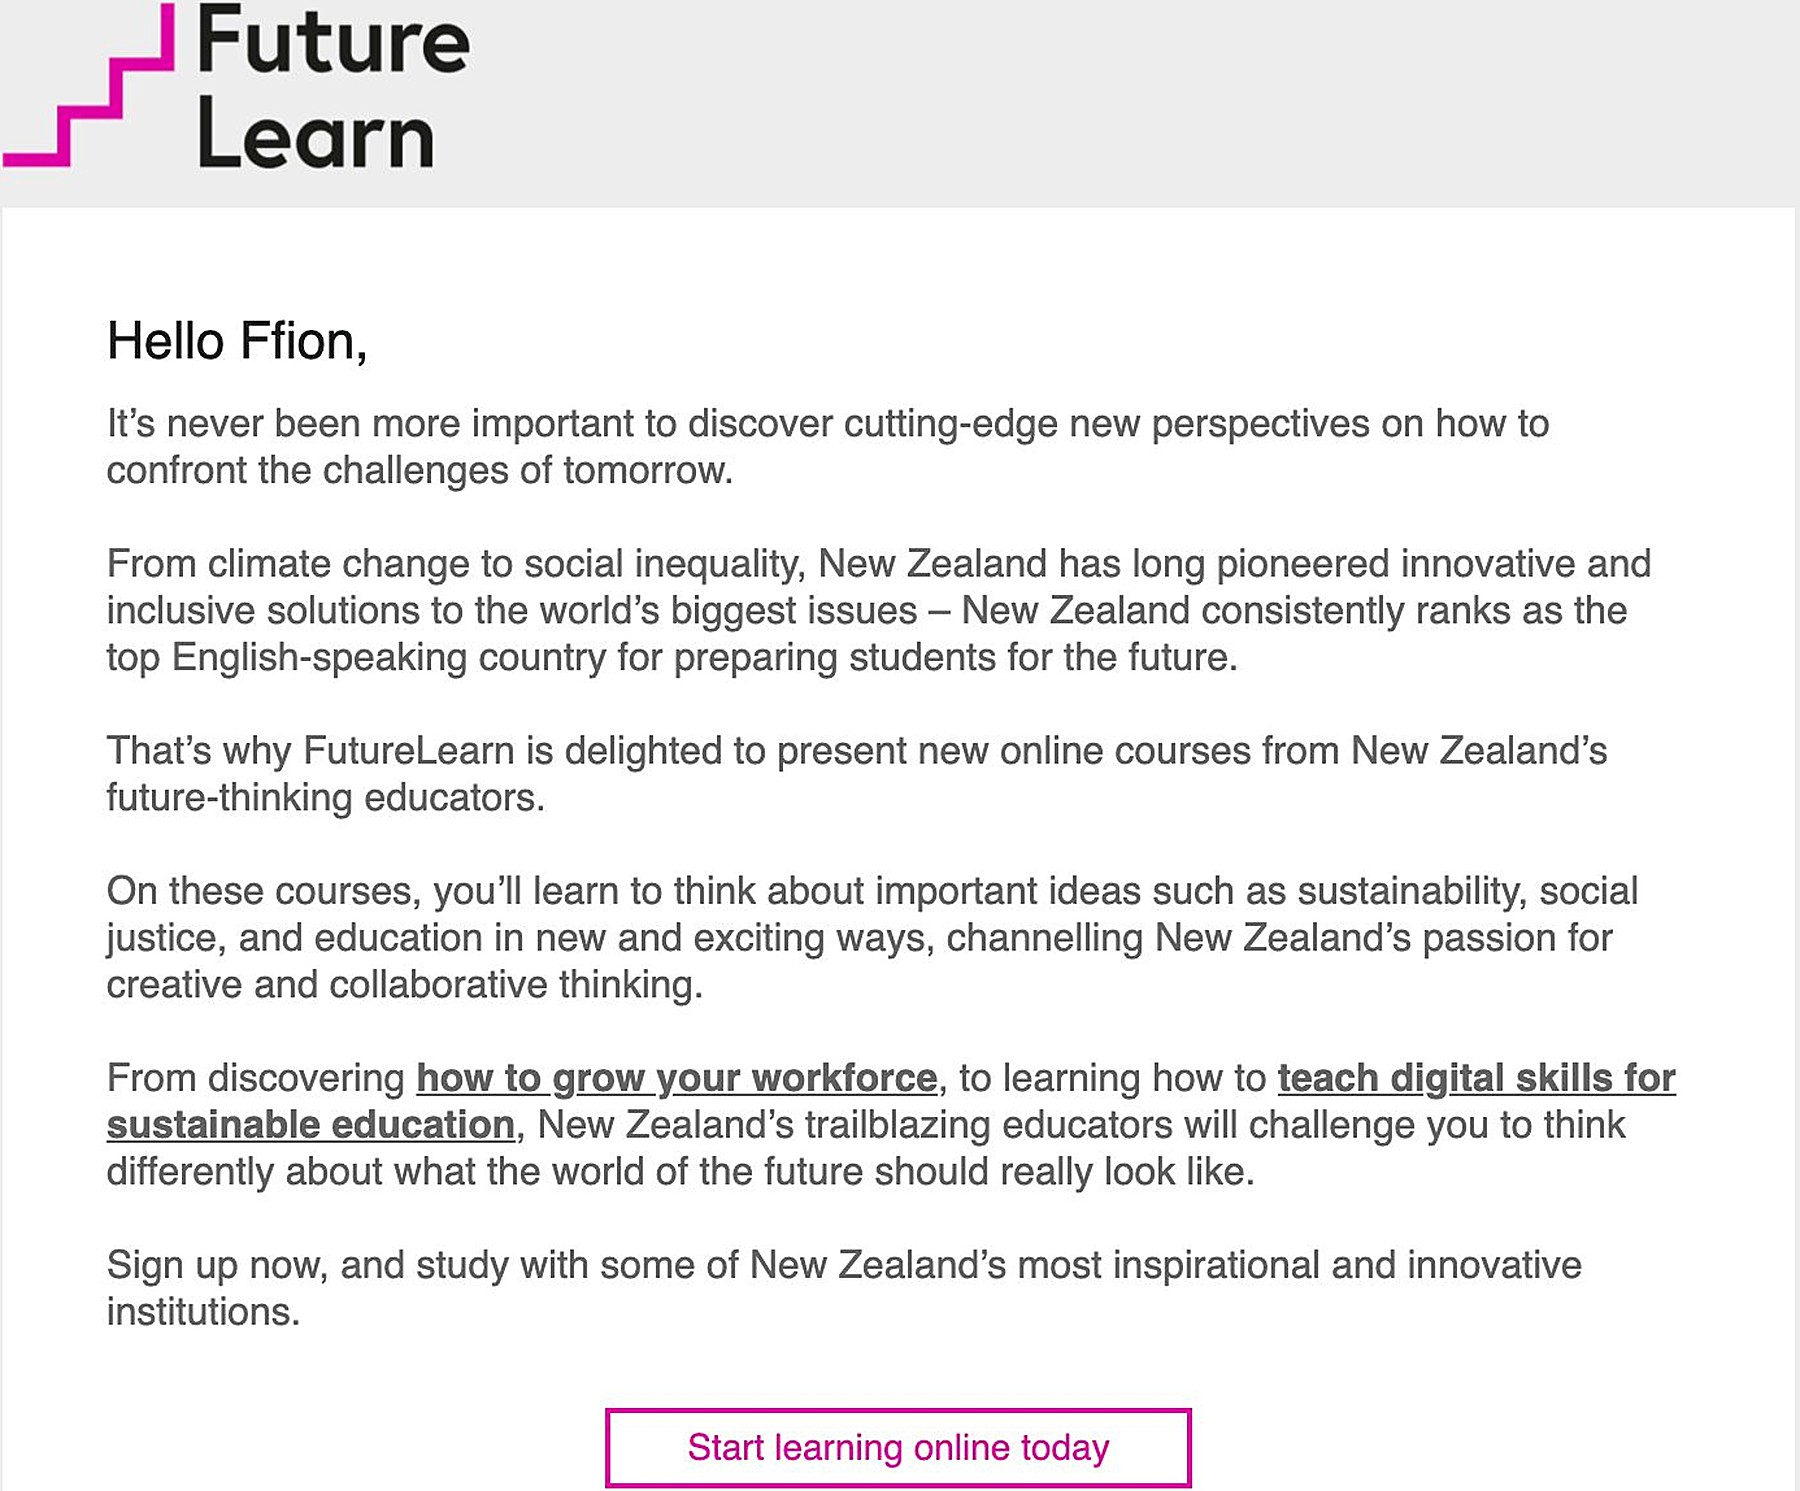 Future
Learn
Hello Ffion,
It’s never been more important to discover cutting-edge new perspectives on how to
confront the challenges of tomorrow.
From climate change to social inequality, New Zealand has long pioneered innovative and
inclusive solutions to the world’s biggest issues – New Zealand consistently ranks as the
top English-speaking country for preparing students for the future.
That’s why FutureLearn is delighted to present new online courses from New Zealand’s
future-thinking educators.
On these courses, you’ll learn to think about important ideas such as sustainability, social
justice, and education in new and exciting ways, channelling New Zealand’s passion for
creative and collaborative thinking.
From discovering how to grow your workforce, to learning how to teach digital skills for
sustainable education, New Zealand’s trailblazing educators will challenge you to think
differently about what the world of the future should really look like.
Sign up now, and study with some of New Zealand’s most inspirational and innovative
institutions.
Start learning online today